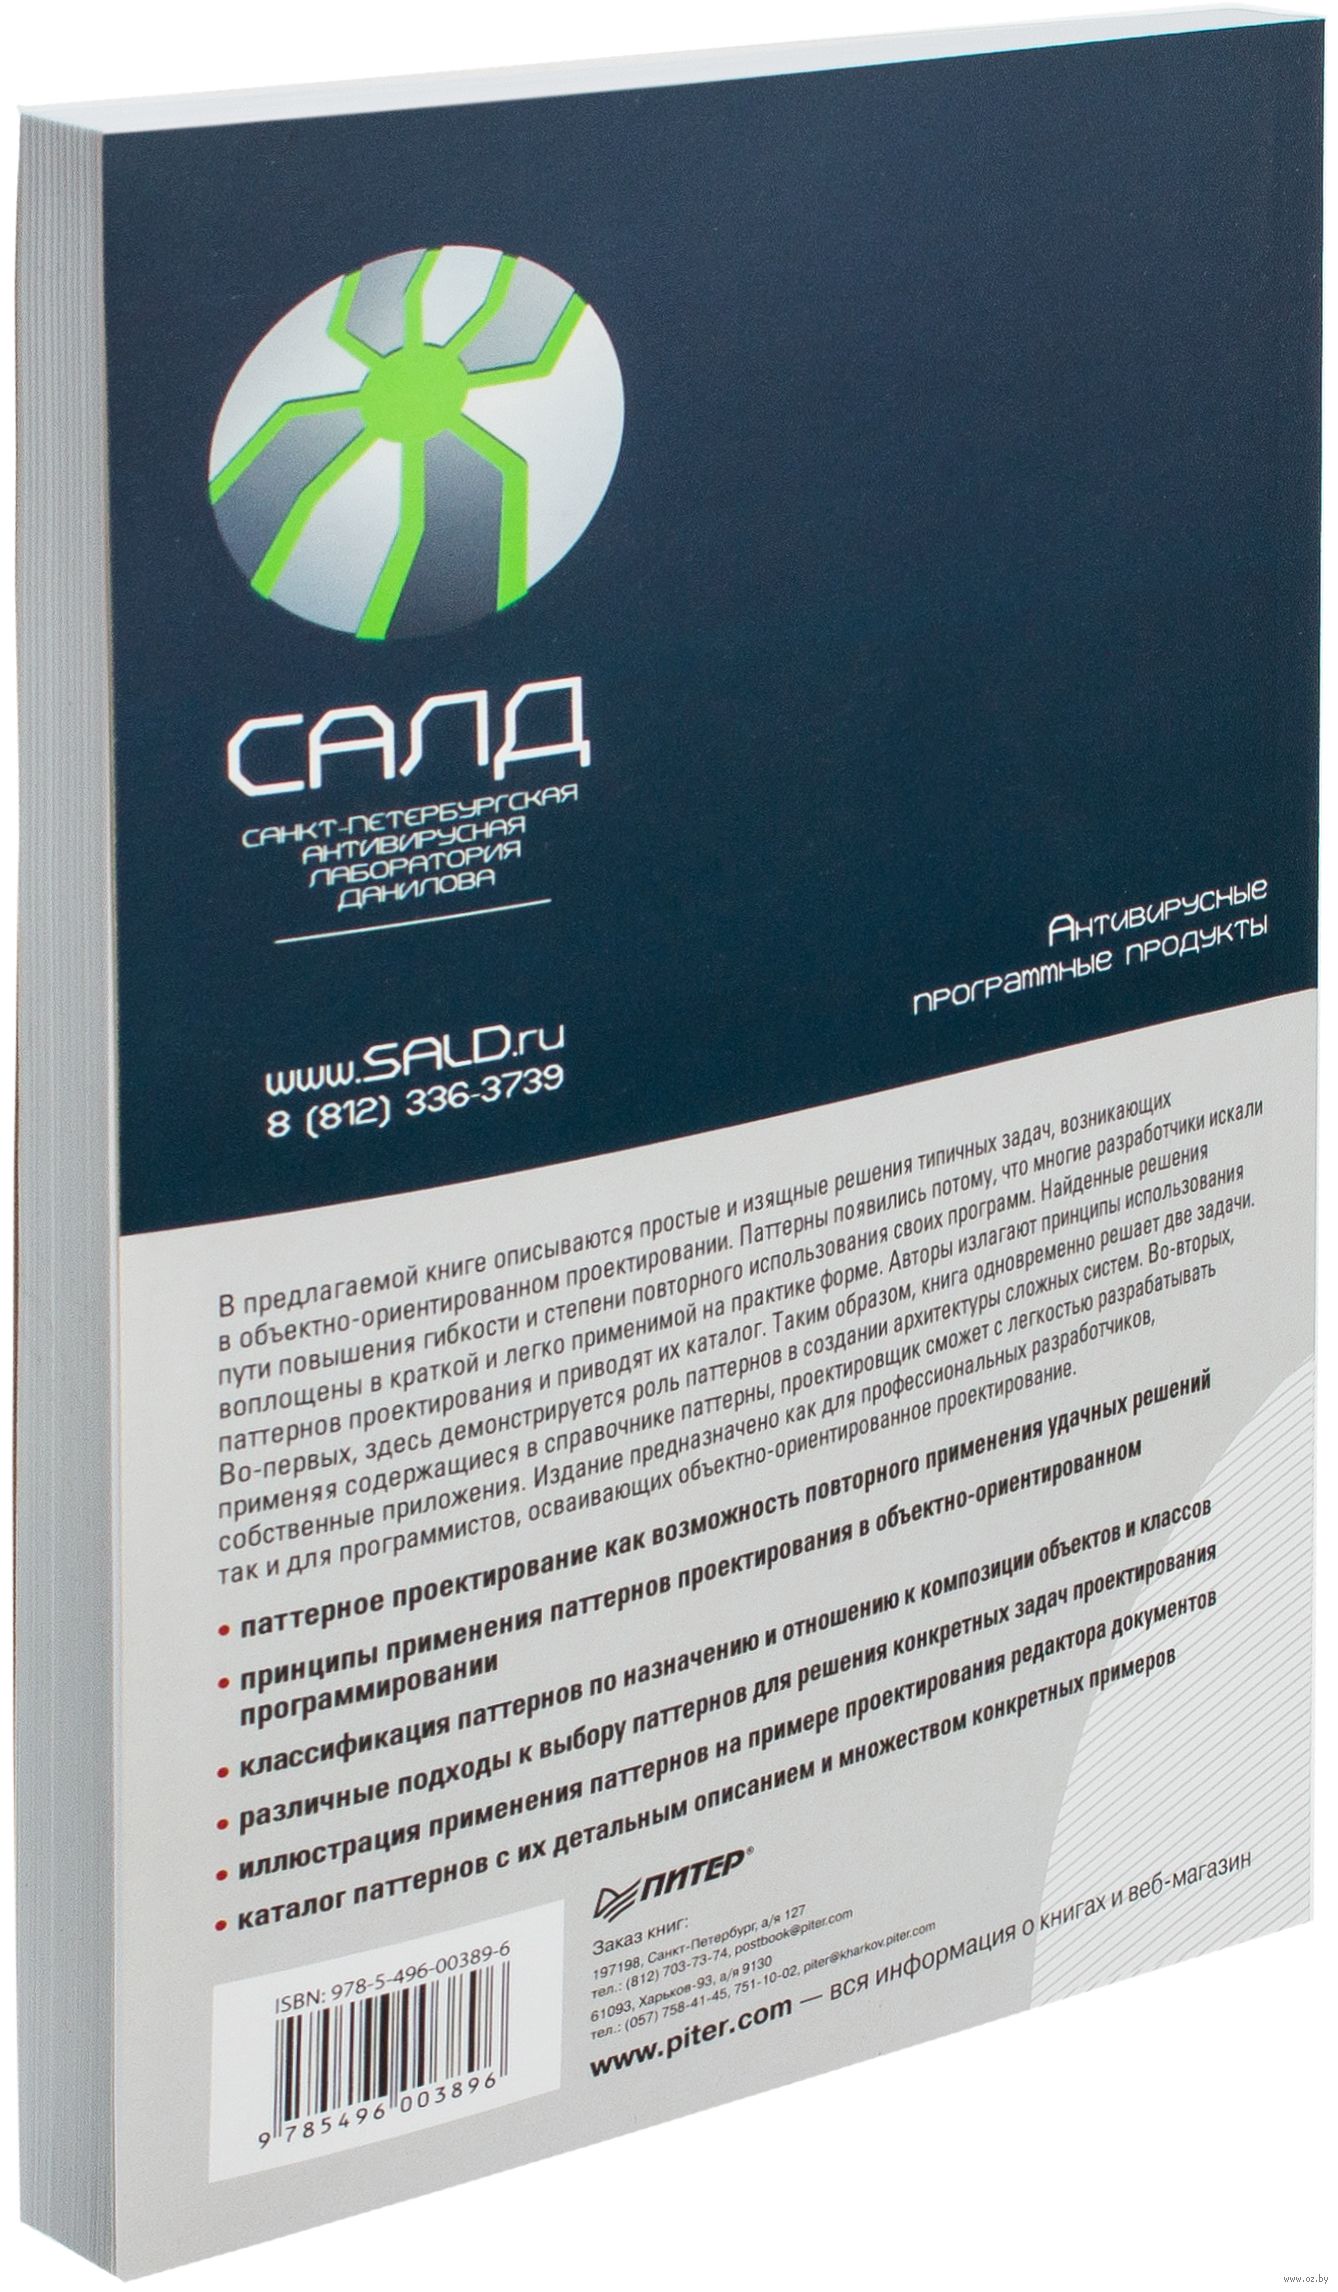 САЛД
САНКТ-ПЕТЕРБУРГСКАЯ
АНТИВИРУСНАЯ
ЛАБОРАТОРИЯ
ДАНИЛОВА
Антивирусные
программные продукты
www.SALD.ru
8 (812) 336-3739
В предлагаемой книге описываются простые и изящные решения типичных задач, возникающих
в объектно-ориентированном проектировании. Паттерны появились потому, что многие разработчики искали
пути повышения гибкости и степени повторного использования своих программ. Найденные решения
воплощены в краткой и легко применимой на практике форме. Авторы излагают принципы использования
паттернов проектирования и приводят их каталог. Таким образом, книга одновременно решает две задачи.
Во-первых, здесь демонстрируется роль паттернов в создании архитектуры сложных систем. Во-вторых,
применяя содержащиеся в справочнике паттерны, проектировщик сможет с легкостью разрабатывать
собственные приложения. Издание предназначено как для профессиональных разработчиков,
так и для программистов, осваивающих объектно-ориентированное проектирование.
• паттерное проектирование как возможность повторного применения удачных решений
• принципы применения паттернов проектирования в объектно-ориентированном
программировании
• классификация паттернов по назначению и отношению к композиции объектов и классов
• различные подходы к выбору паттернов для решения конкретных задач проектирования
• иллюстрация применения паттернов на примере проектирования редактора документов
• каталог паттернов с их детальным описанием и множеством конкретных примеров
ПИТЕР®
Заказ книг:
197198, Санкт-Петербург, а/я 127
тел.: (812) 703-73-74, postbook@piter.com
61093, Харьков-93, а/я 9130
тел.: (057) 758-41-45, 751-10-02, piter@kharkov.piter.com
www.piter.com — вся информация о книгах и веб-магазин
ISBN: 978-5-496-00389-6
9 785496 003896
www.oz.by